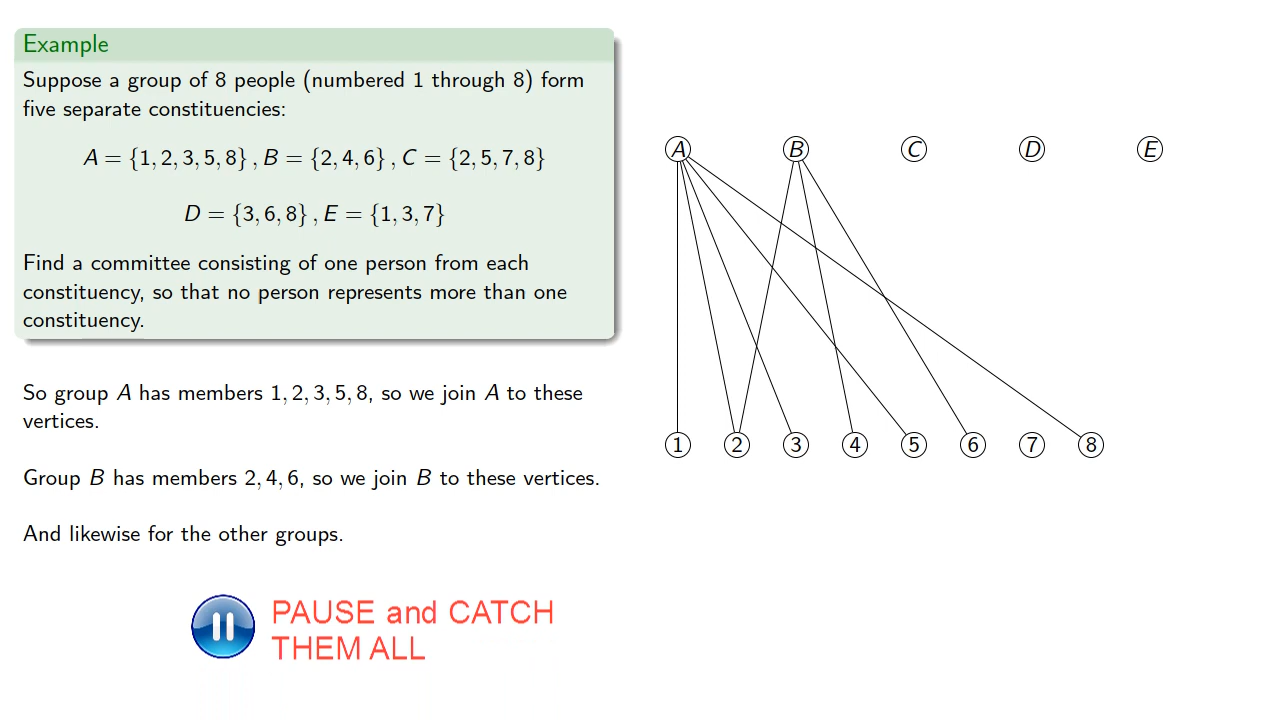 Example
Suppose a group of 8 people (numbered 1 through 8) form
five separate constituencies:
A = {1, 2, 3, 5, 8} , B = {2, 4, 6} , C = {2, 5, 7, 8}
D = {3, 6, 8} , E = {1, 3, 7}
Find a committee consisting of one person from each
constituency, so that no person represents more than one
constituency.
So group A has members 1, 2, 3, 5, 8, so we join A to these
vertices.
Group B has members 2, 4, 6, so we join B to these vertices.
And likewise for the other groups.
PAUSE and CATCH
THEM ALL
A B C D E
1 2 3 4 5 6 7 8